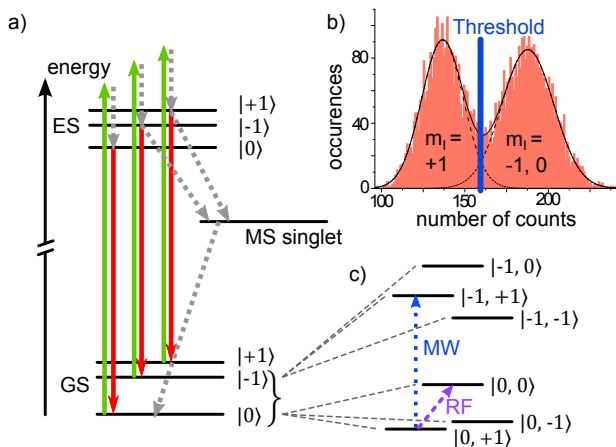 a)
energy
ES
|+1⟩
|-1⟩
|0⟩
MS singlet
GS
|+1⟩
|-1⟩
|0⟩
b)
Threshold
occurences
80
40
0
m_I =
+1
m_I =
-1, 0
100
150
200
number of counts
c)
|-1, 0⟩
|-1, +1⟩
|-1, -1⟩
MW
|0, 0⟩
RF
|0, -1⟩
|0, +1⟩